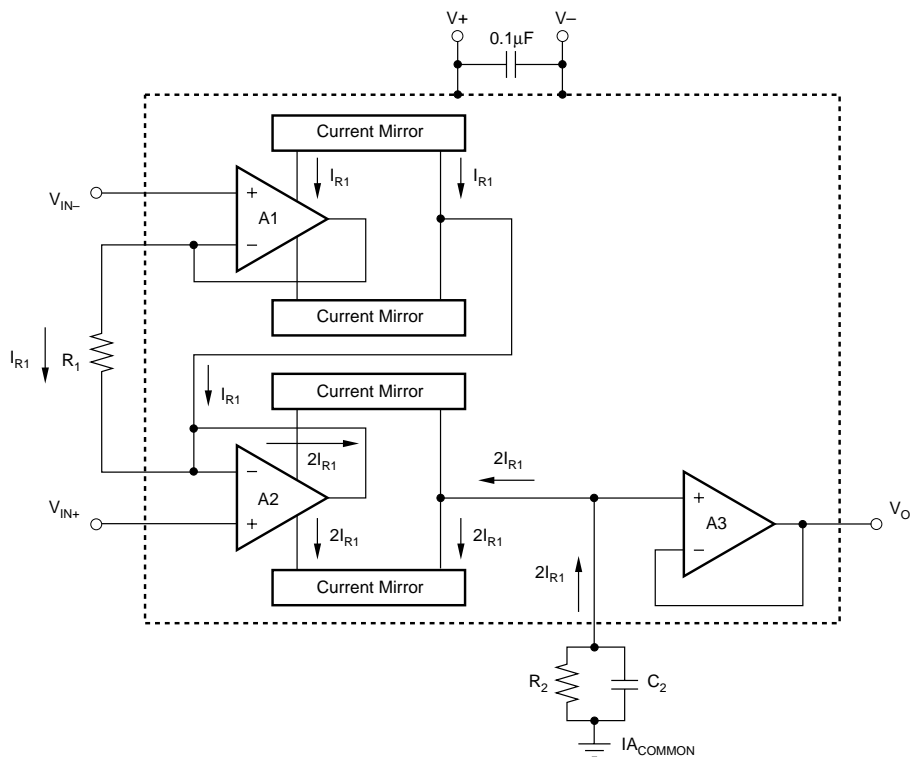 V+
V–
0.1µF
Current Mirror
I_R1
I_R1
V_IN–
+
A1
–
Current Mirror
I_R1
R_1
I_R1
Current Mirror
–
2I_R1
A2
2I_R1
V_IN+
+
2I_R1
2I_R1
+
A3
–
V_O
Current Mirror
2I_R1
R_2
C_2
IA_COMMON